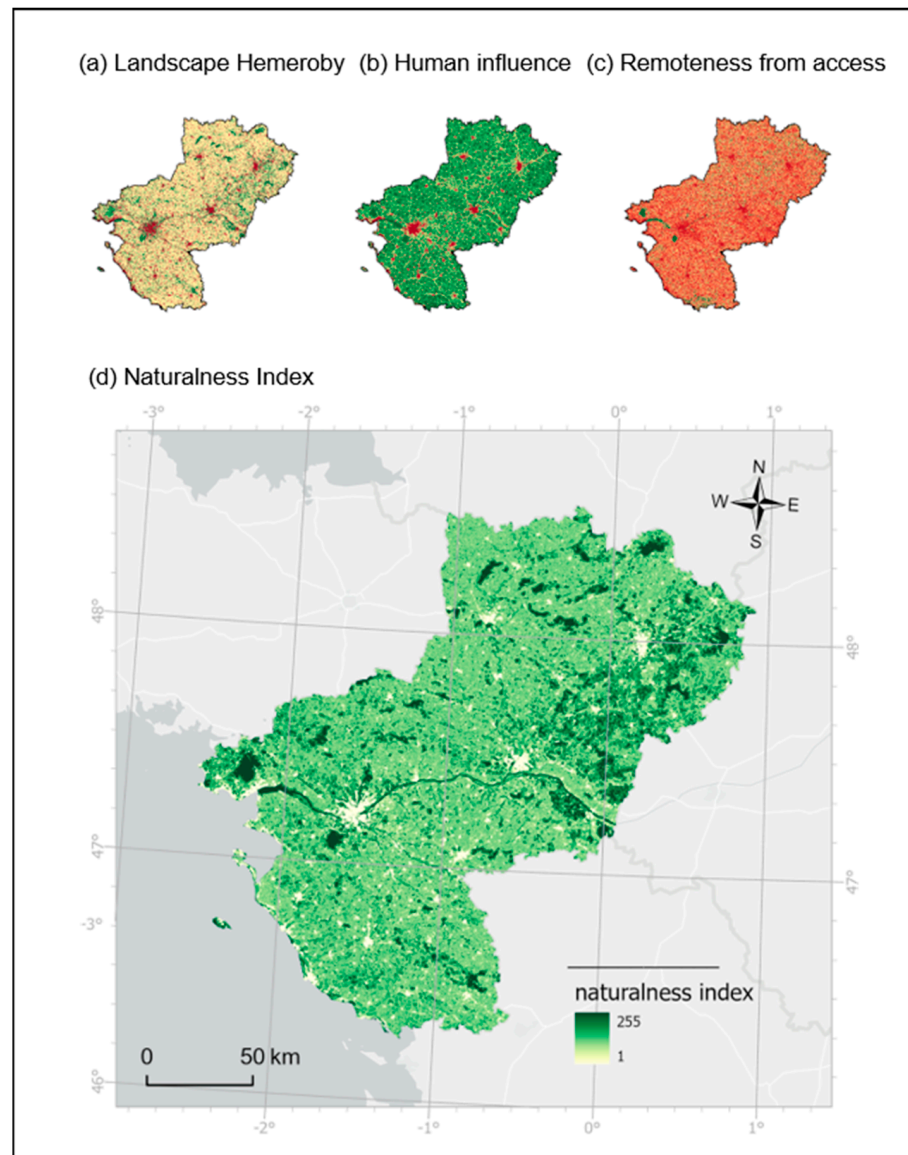 (a) Landscape Hemeroby (b) Human influence (c) Remoteness from access
(d) Naturalness Index
-3° -2° -1° 0° 1°
N
W E
S
48° 48°
47° 47°
-3°
naturalness index
255
1
0 50 km
46°
-2° -1° 0° 1°